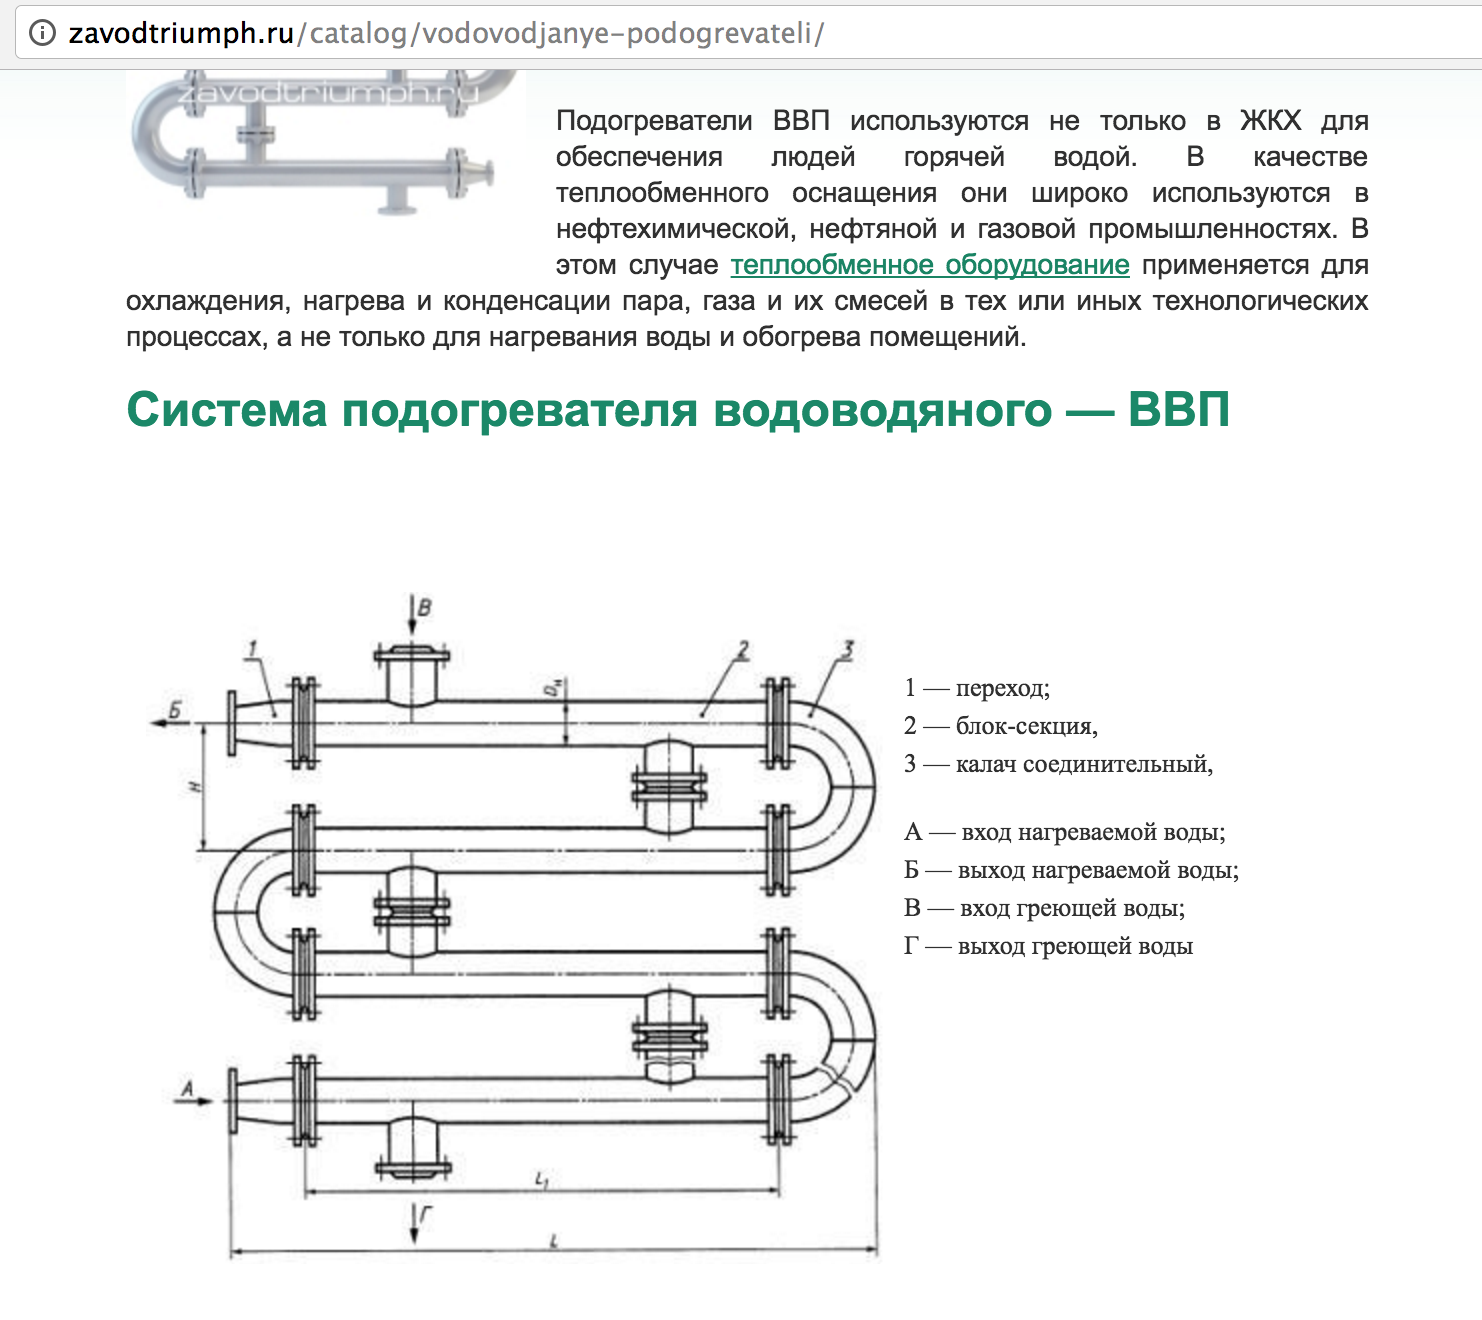 zavodtriumph.ru/catalog/vodovodjanye-podogrevateli/
zavodtriumph.ru
Подогреватели ВВП используются не только в ЖКХ для
обеспечения людей горячей водой. В качестве
теплообменного оснащения они широко используются в
нефтехимической, нефтяной и газовой промышленностях. В
этом случае теплообменное оборудование применяется для
охлаждения, нагрева и конденсации пара, газа и их смесей в тех или иных технологических
процессах, а не только для нагревания воды и обогрева помещений.
Система подогревателя водоводяного — ВВП
В
1
2
3
Dн
Б
H
А
L1
Г
L
1 — переход;
2 — блок-секция,
3 — калач соединительный,
А — вход нагреваемой воды;
Б — выход нагреваемой воды;
В — вход греющей воды;
Г — выход греющей воды